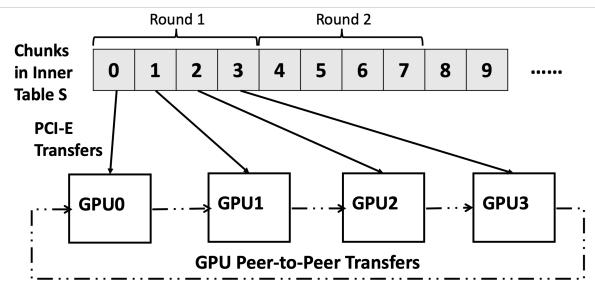 Round 1 Round 2
Chunks
in Inner
Table S
0 1 2 3 4 5 6 7 8 9 ......
PCI-E
Transfers
GPU0 GPU1 GPU2 GPU3
GPU Peer-to-Peer Transfers